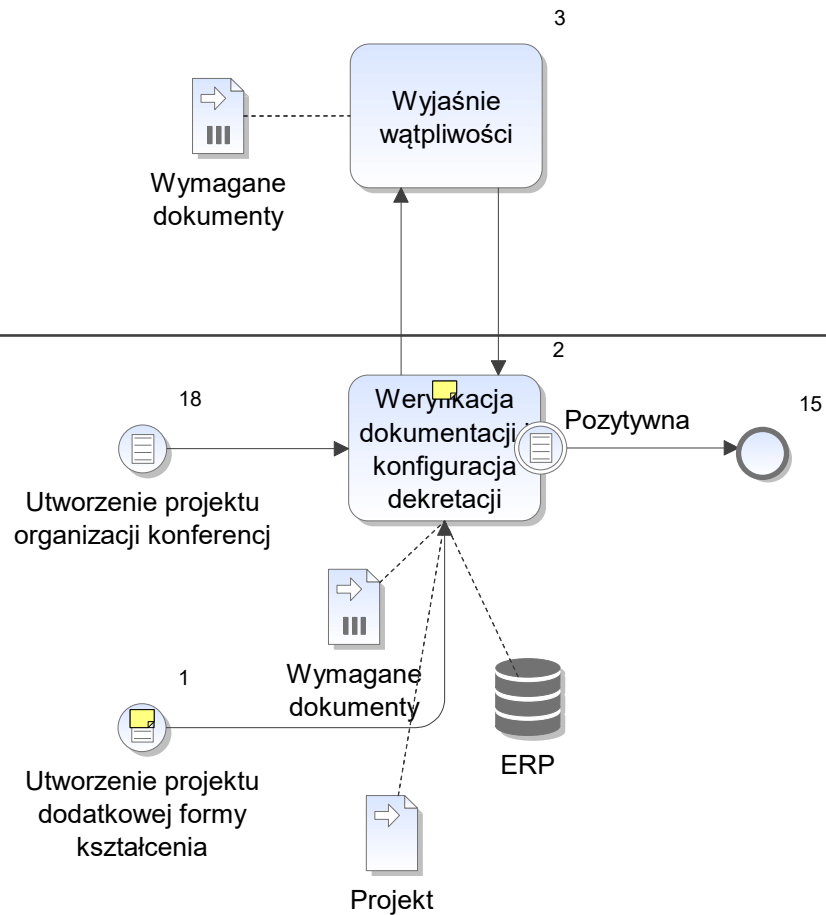 3
Wyjaśnie
wątpliwości
Wymagane
dokumenty
2
18
15
Weryfikacja
dokumentacji i
konfiguracja
dekretacji
Pozytywna
Utworzenie projektu
organizacji konferencj
Wymagane
dokumenty
1
ERP
Utworzenie projektu
dodatkowej formy
kształcenia
Projekt